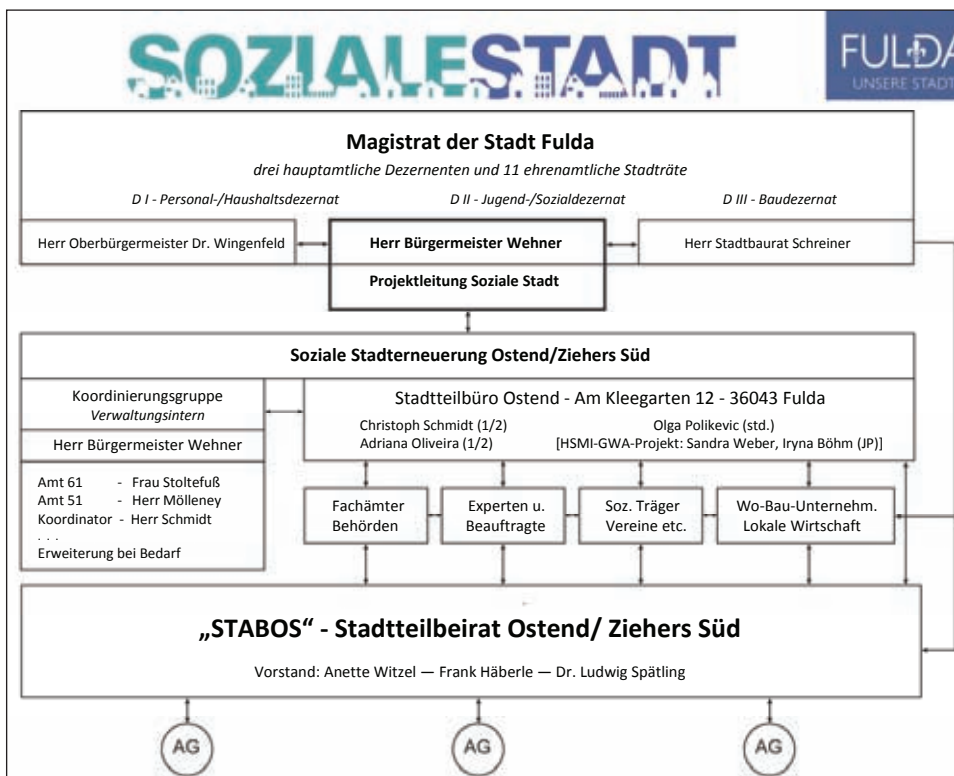 SOZIALESTADT
FULDA
UNSERE STADT
Magistrat der Stadt Fulda
drei hauptamtliche Dezernenten und 11 ehrenamtliche Stadträte
D I - Personal-/Haushaltsdezernat
D II - Jugend-/Sozialdezernat
D III - Baudezernat
Herr Oberbürgermeister Dr. Wingenfeld
Herr Bürgermeister Wehner
Herr Stadtbaurat Schreiner
Projektleitung Soziale Stadt
Soziale Stadterneuerung Ostend/Ziehers Süd
Koordinierungsgruppe
Verwaltungsintern
Herr Bürgermeister Wehner
Amt 61 - Frau Stoltefuß
Amt 51 - Herr Mölleney
Koordinator - Herr Schmidt
. . .
Erweiterung bei Bedarf
Stadtteilbüro Ostend - Am Kleegarten 12 - 36043 Fulda
Christoph Schmidt (1/2)
Adriana Oliveira (1/2)
Olga Polikevic (std.)
[HSMI-GWA-Projekt: Sandra Weber, Iryna Böhm (JP)]
Fachämter
Behörden
Experten u.
Beauftragte
Soz. Träger
Vereine etc.
Wo-Bau-Unternehm.
Lokale Wirtschaft
„STABOS“ - Stadtteilbeirat Ostend/ Ziehers Süd
Vorstand: Anette Witzel — Frank Häberle — Dr. Ludwig Spätling
AG
AG
AG